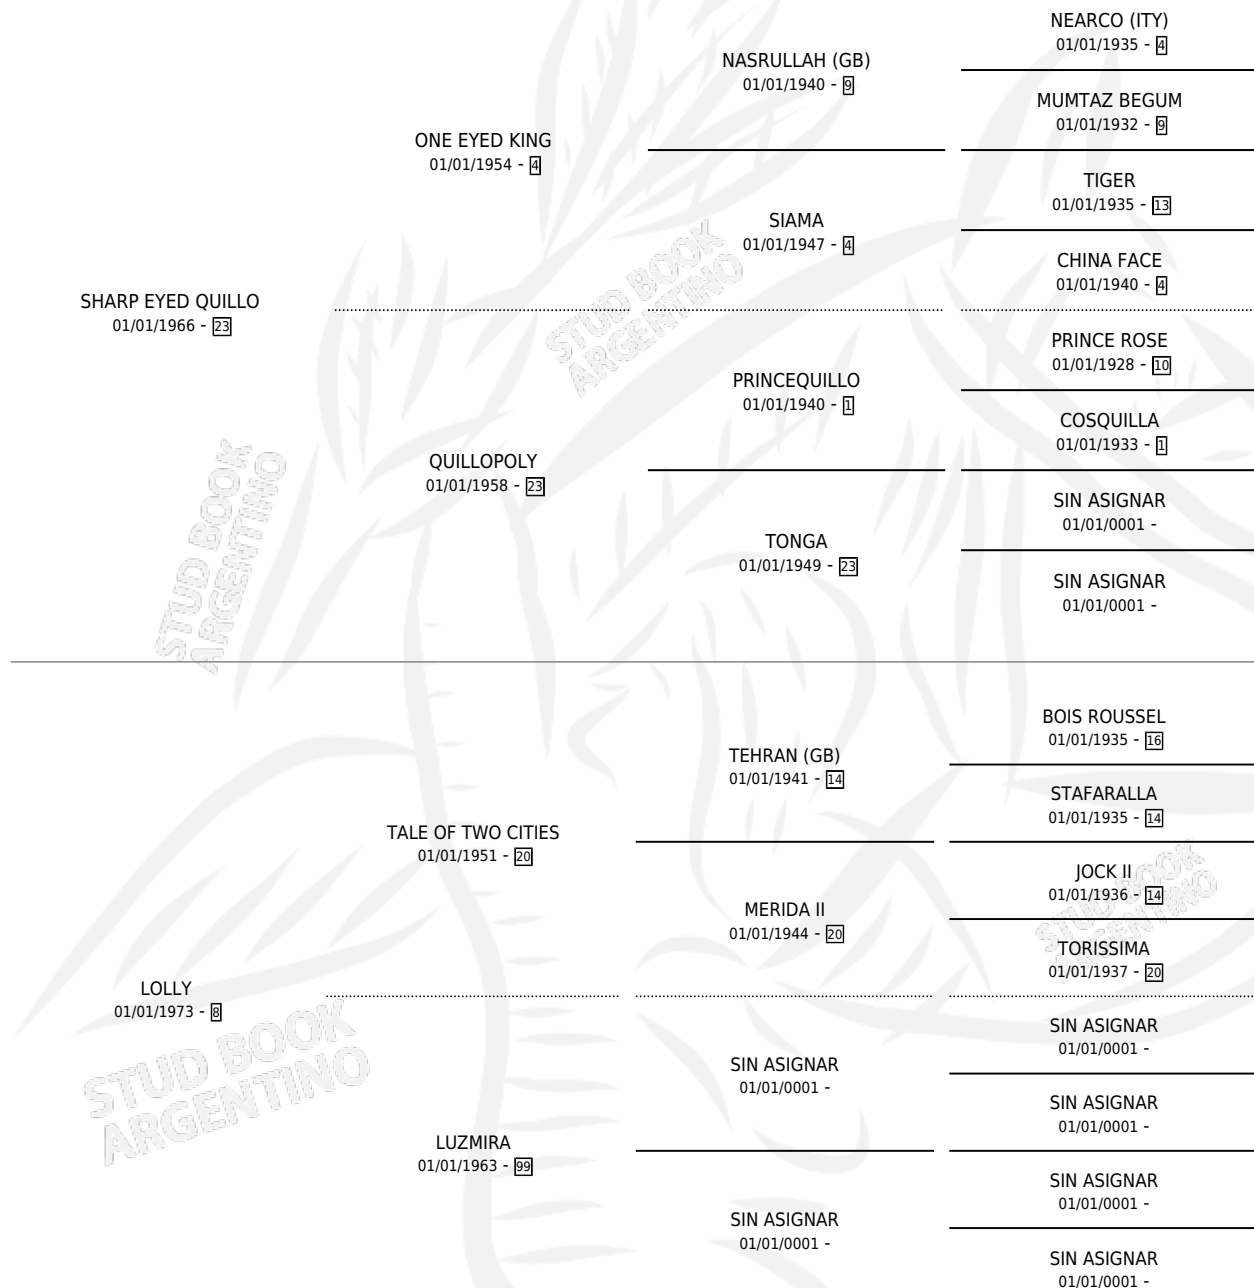 NEARCO (ITY)
01/01/1935 - 4
NASRULLAH (GB)
01/01/1940 - 9
MUMTAZ BEGUM
01/01/1932 - 9
ONE EYED KING
01/01/1954 - 4
TIGER
01/01/1935 - 13
SIAMA
01/01/1947 - 4
CHINA FACE
01/01/1940 - 4
SHARP EYED QUILLO
01/01/1966 - 23
PRINCE ROSE
01/01/1928 - 10
PRINCEQUILLO
01/01/1940 - 1
COSQUILLA
01/01/1933 - 1
QUILLOPOLY
01/01/1958 - 23
SIN ASIGNAR
01/01/0001 -
TONGA
01/01/1949 - 23
SIN ASIGNAR
01/01/0001 -
BOIS ROUSSEL
01/01/1935 - 16
TEHRAN (GB)
01/01/1941 - 14
STAFARALLA
01/01/1935 - 14
TALE OF TWO CITIES
01/01/1951 - 20
JOCK II
01/01/1936 - 14
MERIDA II
01/01/1944 - 20
TORISSIMA
01/01/1937 - 20
LOLLY
01/01/1973 - 8
SIN ASIGNAR
01/01/0001 -
SIN ASIGNAR
01/01/0001 -
SIN ASIGNAR
01/01/0001 -
LUZMIRA
01/01/1963 - 99
SIN ASIGNAR
01/01/0001 -
SIN ASIGNAR
01/01/0001 -
SIN ASIGNAR
01/01/0001 -
STUD BOOK
ARGENTINO
STUD BOOK
ARGENTINO
STUD BOOK
ARGENTINO
STUD BOOK
ARGENTINO